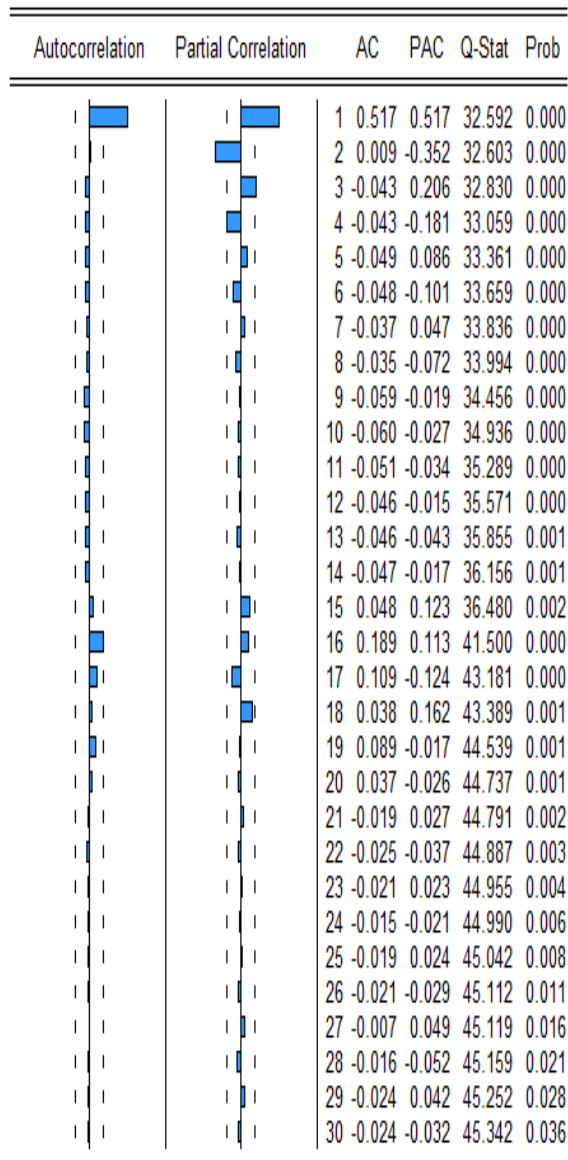 Autocorrelation Partial Correlation AC PAC Q-Stat Prob
1 0.517 0.517 32.592 0.000
2 0.009 -0.352 32.603 0.000
3 -0.043 0.206 32.830 0.000
4 -0.043 -0.181 33.059 0.000
5 -0.049 0.086 33.361 0.000
6 -0.048 -0.101 33.659 0.000
7 -0.037 0.047 33.836 0.000
8 -0.035 -0.072 33.994 0.000
9 -0.059 -0.019 34.456 0.000
10 -0.060 -0.027 34.936 0.000
11 -0.051 -0.034 35.289 0.000
12 -0.046 -0.015 35.571 0.000
13 -0.046 -0.043 35.855 0.001
14 -0.047 -0.017 36.156 0.001
15 0.048 0.123 36.480 0.002
16 0.189 0.113 41.500 0.000
17 0.109 -0.124 43.181 0.000
18 0.038 0.162 43.389 0.001
19 0.089 -0.017 44.539 0.001
20 0.037 -0.026 44.737 0.001
21 -0.019 0.027 44.791 0.002
22 -0.025 -0.037 44.887 0.003
23 -0.021 0.023 44.955 0.004
24 -0.015 -0.021 44.990 0.006
25 -0.019 0.024 45.042 0.008
26 -0.021 -0.029 45.112 0.011
27 -0.007 0.049 45.119 0.016
28 -0.016 -0.052 45.159 0.021
29 -0.024 0.042 45.252 0.028
30 -0.024 -0.032 45.342 0.036